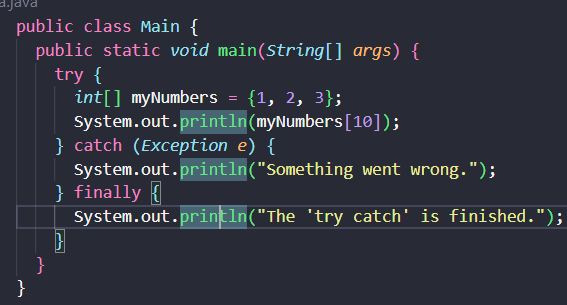 a.java
public class Main {
  public static void main(String[] args) {
    try {
      int[] myNumbers = {1, 2, 3};
      System.out.println(myNumbers[10]);
    } catch (Exception e) {
      System.out.println("Something went wrong.");
    } finally {
      System.out.println("The 'try catch' is finished.");
    }
  }
}